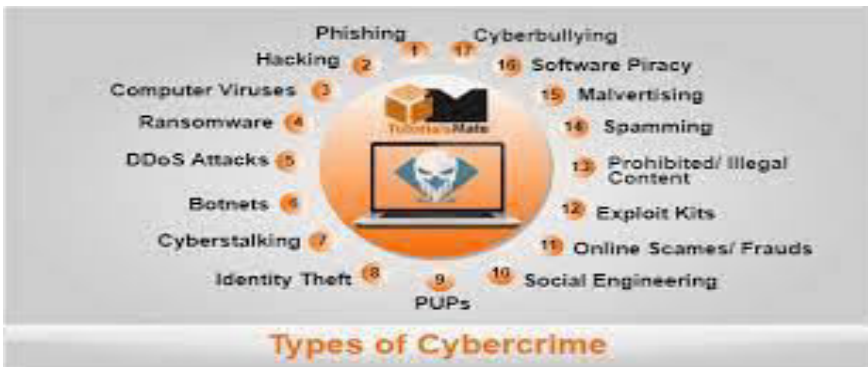 Phishing 1
Hacking 2
Computer Viruses 3
Ransomware 4
DDoS Attacks 5
Botnets 6
Cyberstalking 7
Identity Theft 8
9
PUPs
10 Social Engineering
11 Online Scames/ Frauds
12 Exploit Kits
13 Prohibited/ Illegal
Content
14 Spamming
15 Malvertising
16 Software Piracy
17 Cyberbullying
TutorialsMate
Types of Cybercrime